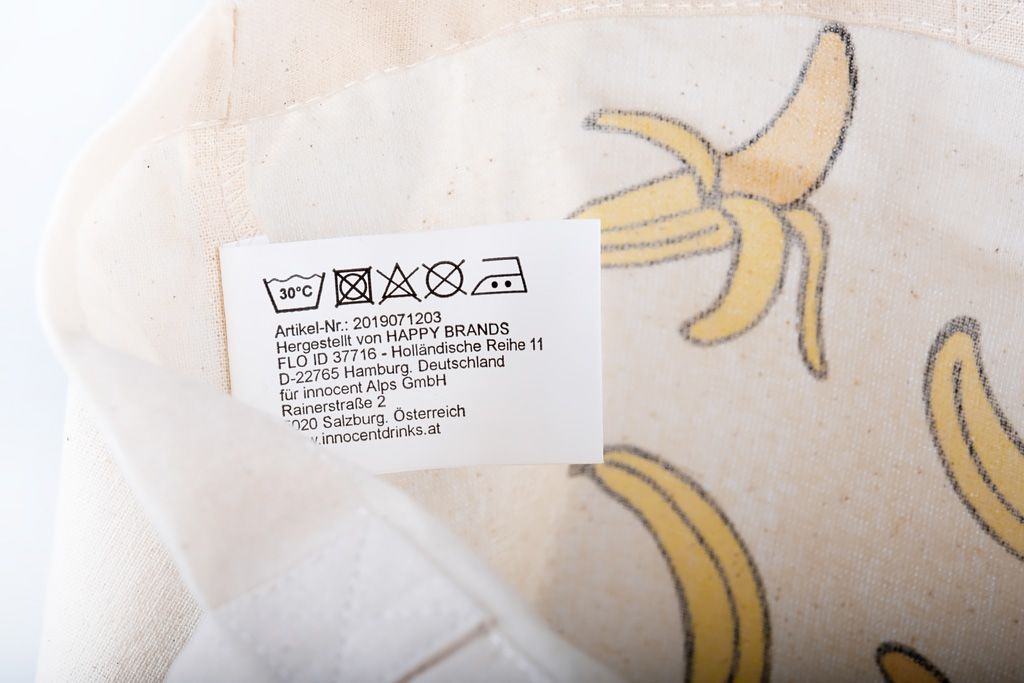 30°C
Artikel-Nr.: 2019071203
Hergestellt von HAPPY BRANDS
FLO ID 37716 - Holländische Reihe 11
D-22765 Hamburg. Deutschland
für innocent Alps GmbH
Rainerstraße 2
Salzburg. Österreich
.innocentdrinks.at